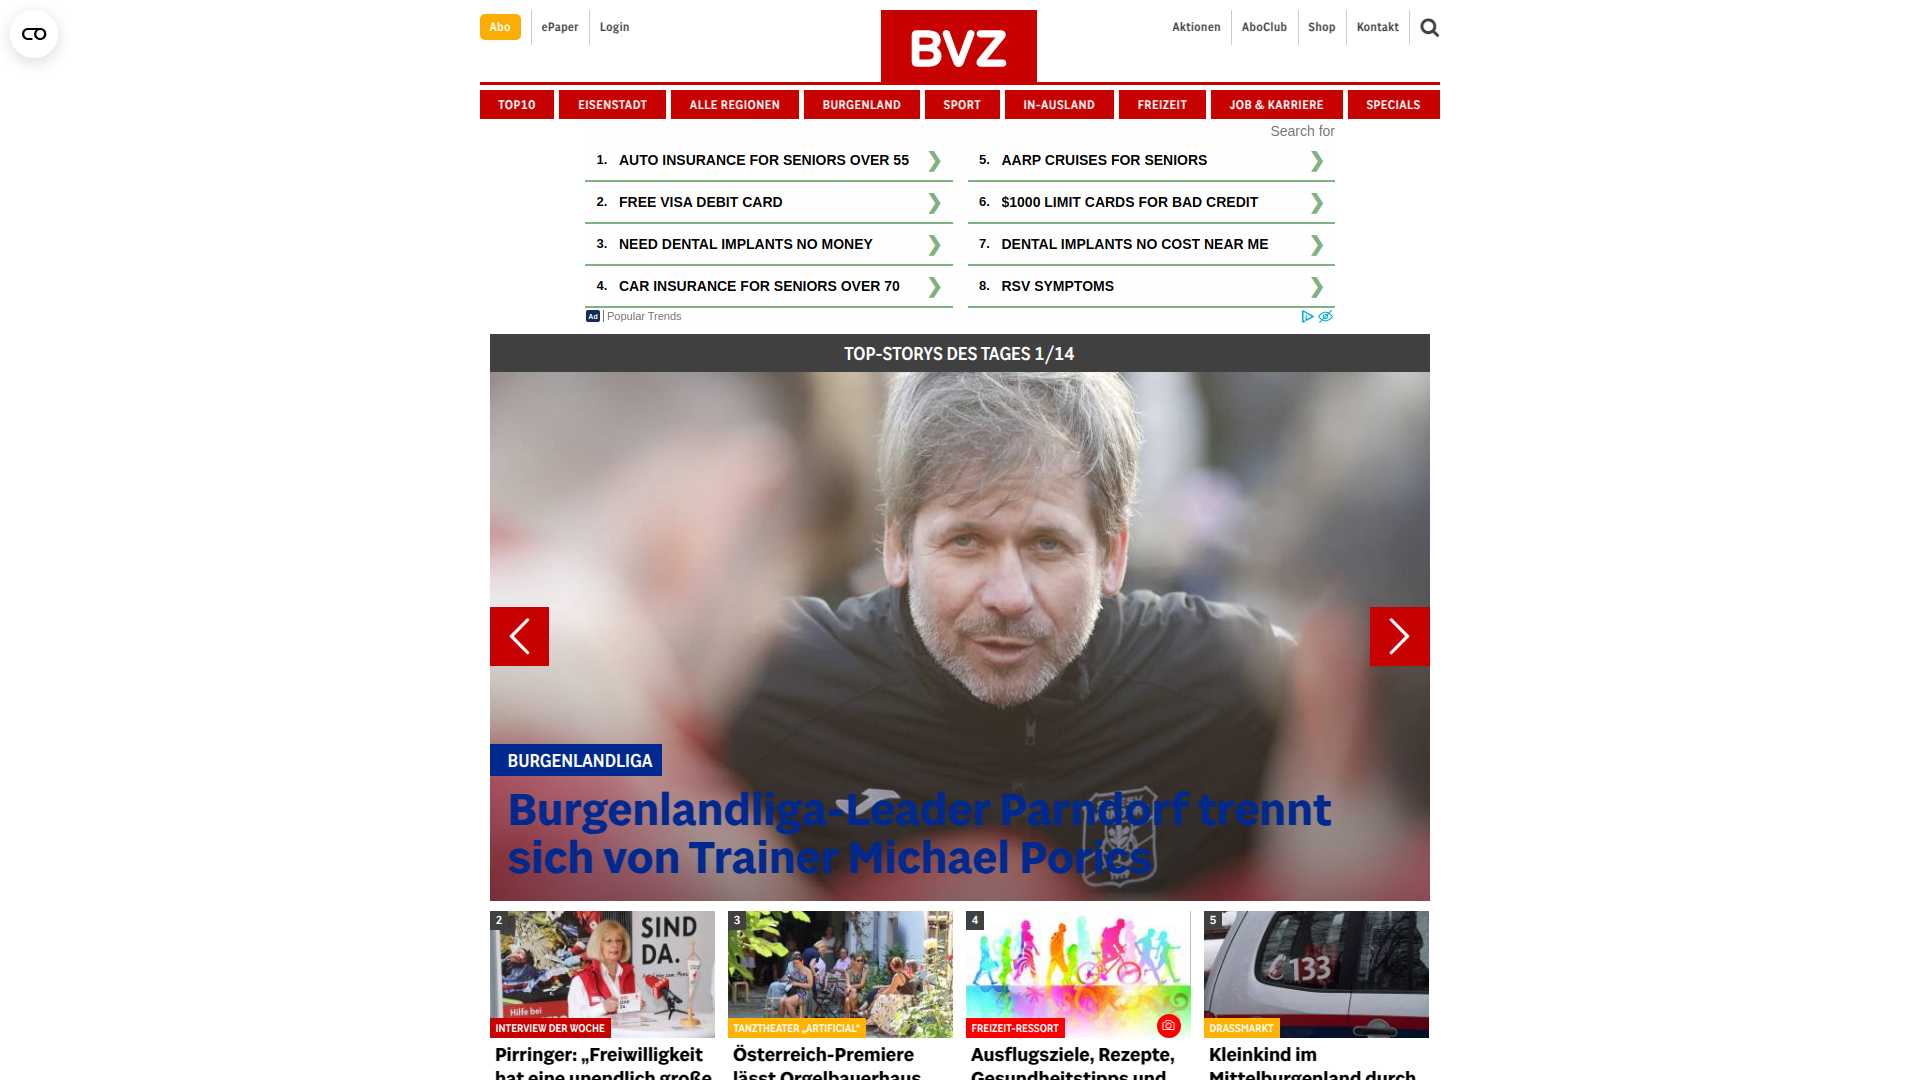 Abo
ePaper
Login
BVZ
Aktionen
AboClub
Shop
Kontakt
TOP10
EISENSTADT
ALLE REGIONEN
BURGENLAND
SPORT
IN-AUSLAND
FREIZEIT
JOB & KARRIERE
SPECIALS
Search for
1. AUTO INSURANCE FOR SENIORS OVER 55
2. FREE VISA DEBIT CARD
3. NEED DENTAL IMPLANTS NO MONEY
4. CAR INSURANCE FOR SENIORS OVER 70
5. AARP CRUISES FOR SENIORS
6. $1000 LIMIT CARDS FOR BAD CREDIT
7. DENTAL IMPLANTS NO COST NEAR ME
8. RSV SYMPTOMS
Ad | Popular Trends
TOP-STORYS DES TAGES 1/14
BURGENLANDLIGA
Burgenlandliga-Leader Parndorf trennt
sich von Trainer Michael Porics
2
SIND
DA.
Hilfe bei
INTERVIEW DER WOCHE
Pirringer: „Freiwilligkeit
hat eine unendlich große
3
TANZTHEATER „ARTIFICIAL“
Österreich-Premiere
lässt Orgelbauerhaus
4
FREIZEIT-RESSORT
Ausflugsziele, Rezepte,
Gesundheitstipps und
5
133
DRASSMARKT
Kleinkind im
Mittelburgenland durch